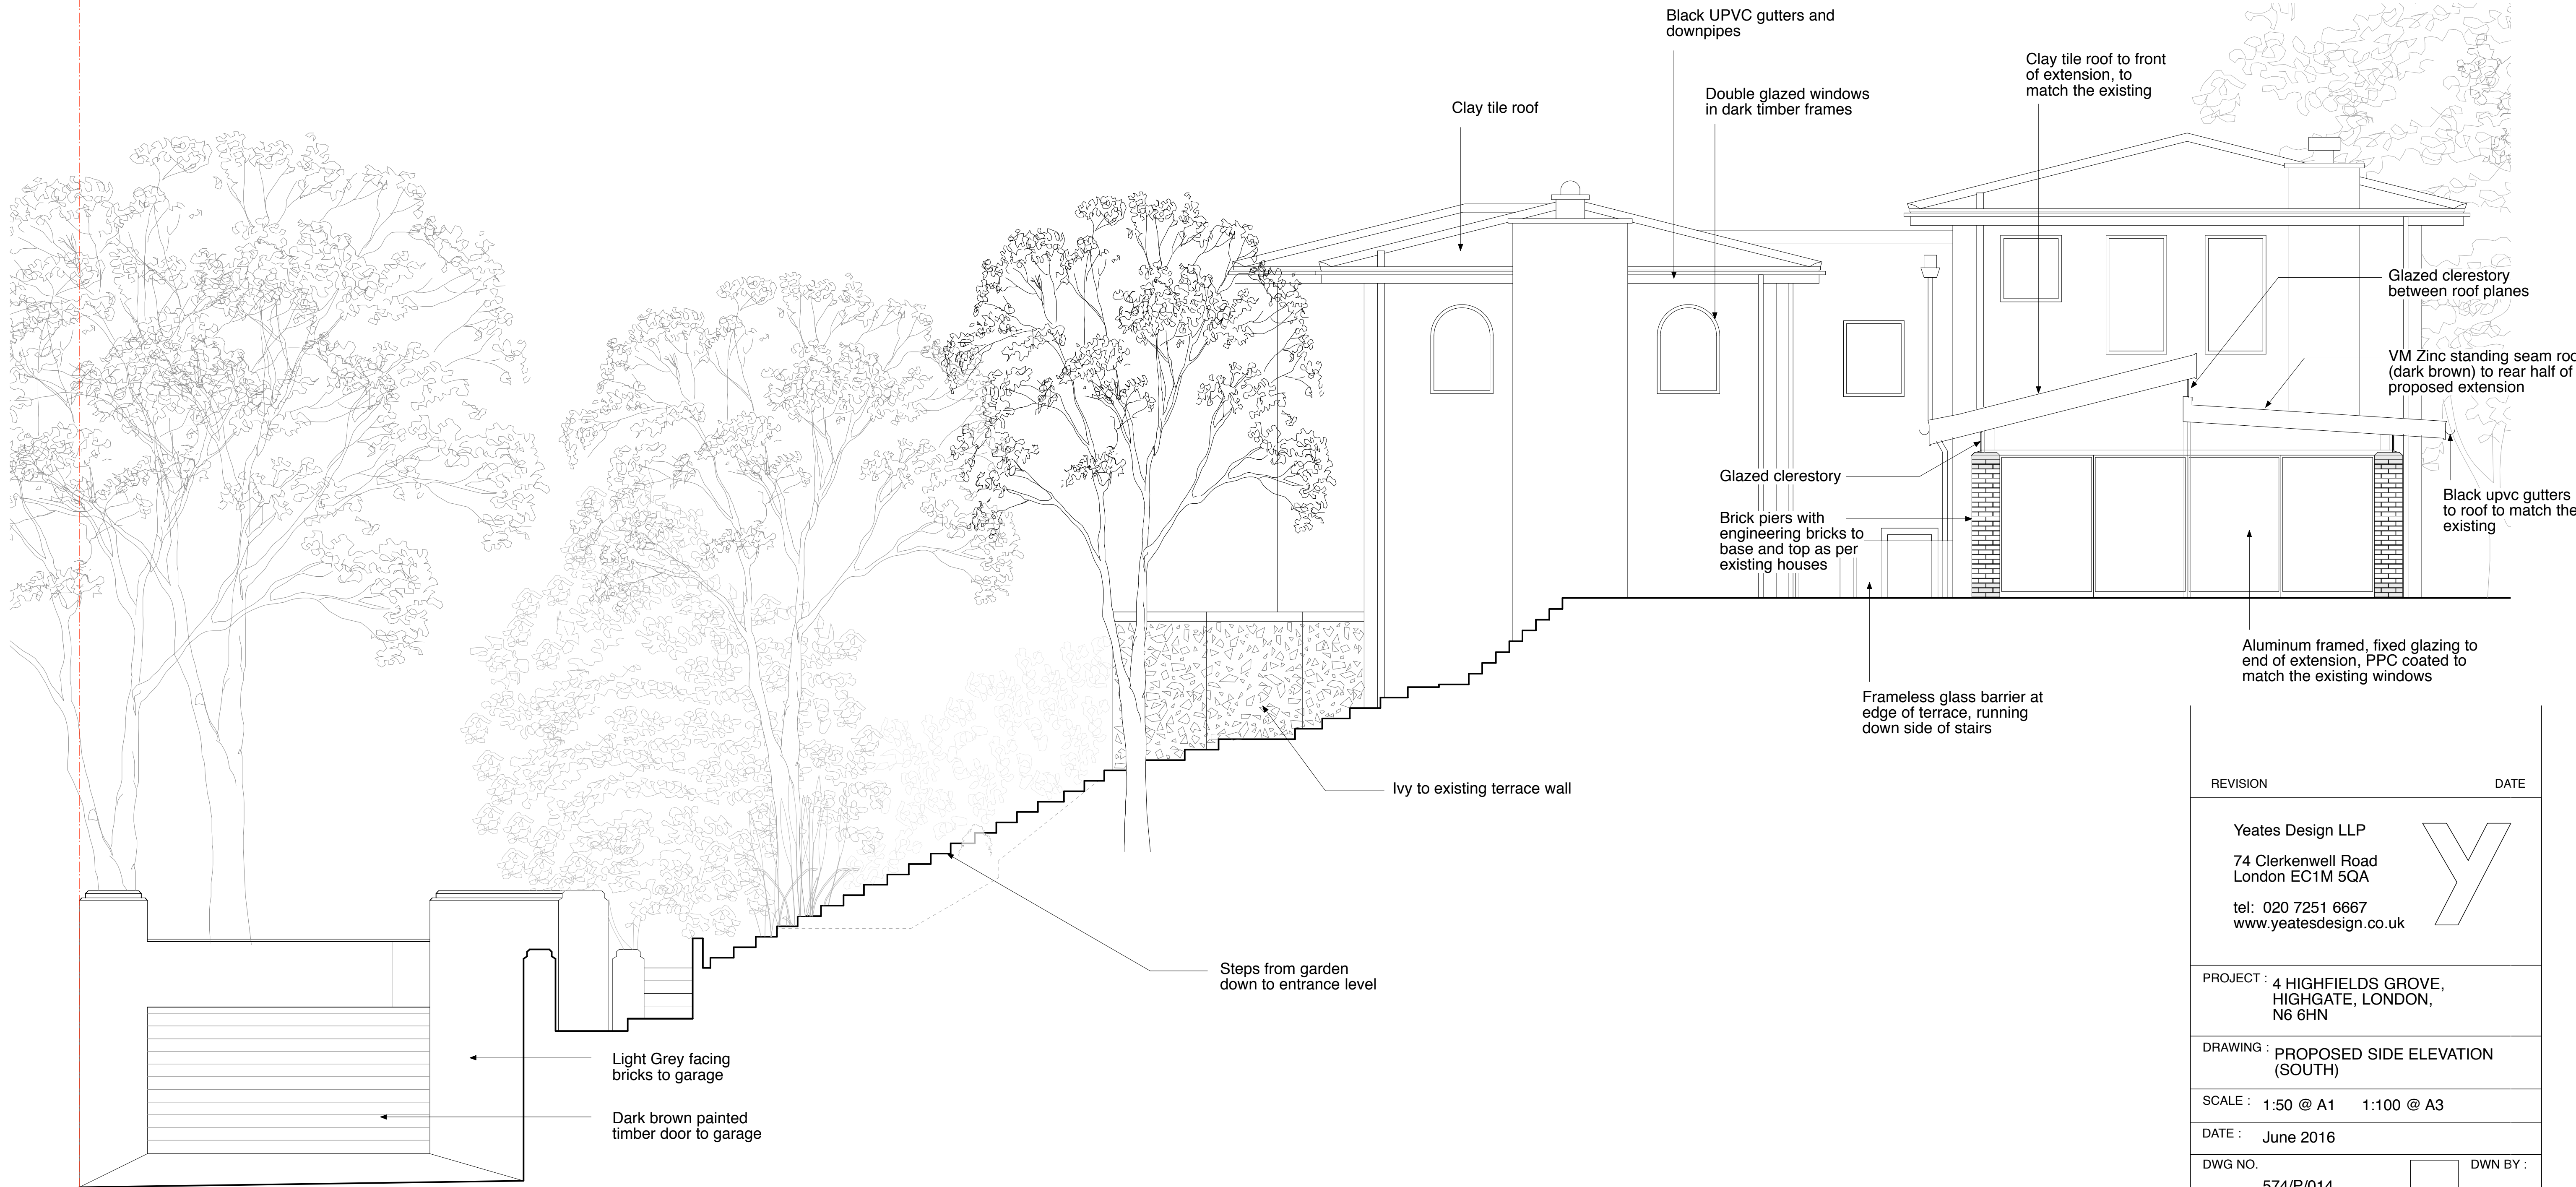 Black UPVC gutters and
downpipes
Clay tile roof to front
of extension, to
match the existing
Double glazed windows
in dark timber frames
Clay tile roof
Glazed clerestory
between roof planes
VM Zinc standing seam roo
(dark brown) to rear half of
proposed extension
Glazed clerestory
Black upvc gutters
to roof to match the
existing
Brick piers with
engineering bricks to
base and top as per
existing houses
Aluminum framed, fixed glazing to
end of extension, PPC coated to
match the existing windows
Frameless glass barrier at
edge of terrace, running
down side of stairs
Ivy to existing terrace wall
Steps from garden
down to entrance level
Light Grey facing
bricks to garage
Dark brown painted
timber door to garage
REVISION DATE
Yeates Design LLP
74 Clerkenwell Road
London EC1M 5QA
tel: 020 7251 6667
www.yeatesdesign.co.uk
y
PROJECT : 4 HIGHFIELDS GROVE,
HIGHGATE, LONDON,
N6 6HN
DRAWING : PROPOSED SIDE ELEVATION
(SOUTH)
SCALE : 1:50 @ A1 1:100 @ A3
DATE : June 2016
DWG NO. DWN BY :
574/P/014